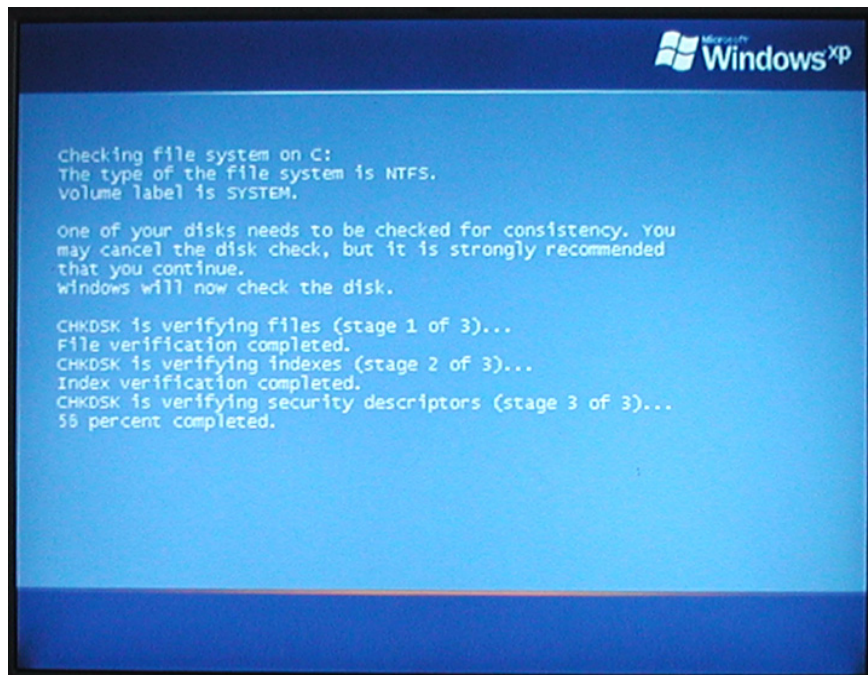 Microsoft
Windows xp
Checking file system on C:
The type of the file system is NTFS.
Volume label is SYSTEM.
One of your disks needs to be checked for consistency. You
may cancel the disk check, but it is strongly recommended
that you continue.
Windows will now check the disk.
CHKDSK is verifying files (stage 1 of 3)...
File verification completed.
CHKDSK is verifying indexes (stage 2 of 3)...
Index verification completed.
CHKDSK is verifying security descriptors (stage 3 of 3)...
56 percent completed.